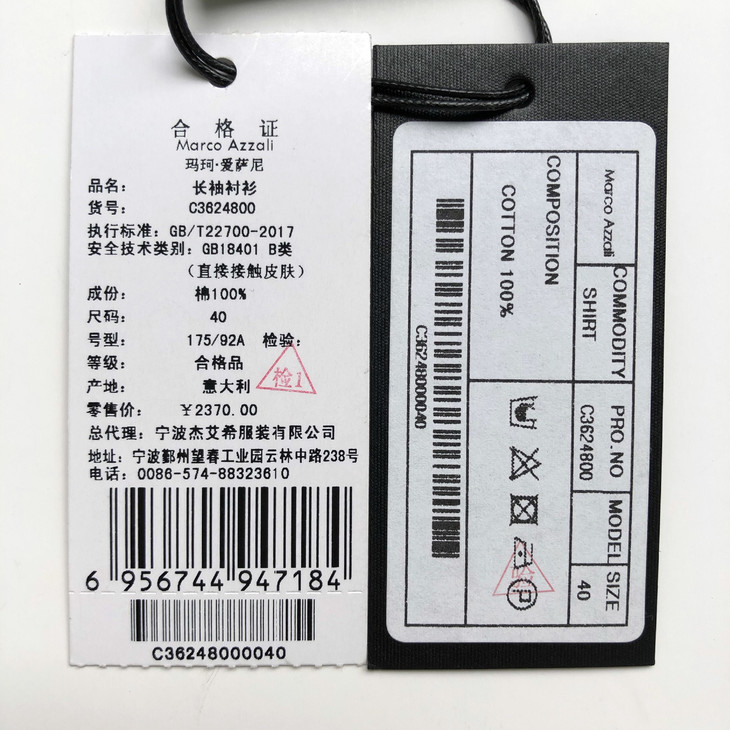 合格证
Marco Azzali
玛珂·爱萨尼
品名: 长袖衬衫
货号: C3624800
执行标准: GB/T22700-2017
安全技术类别: GB18401 B类
(直接接触皮肤)
成份: 棉100%
尺码: 40
号型: 175/92A 检验:
等级: 合格品
检1
产地: 意大利
零售价: ¥2370.00
总代理: 宁波杰艾希服装有限公司
地址: 宁波鄞州望春工业园云林中路238号
电话: 0086-574-88323610
6 956744 947184
C36248000040
Marco Azzali
COMMODITY
SHIRT
PRO.NO
C3624800
MODEL SIZE
40
COMPOSITION
COTTON 100%
P
C36248000040